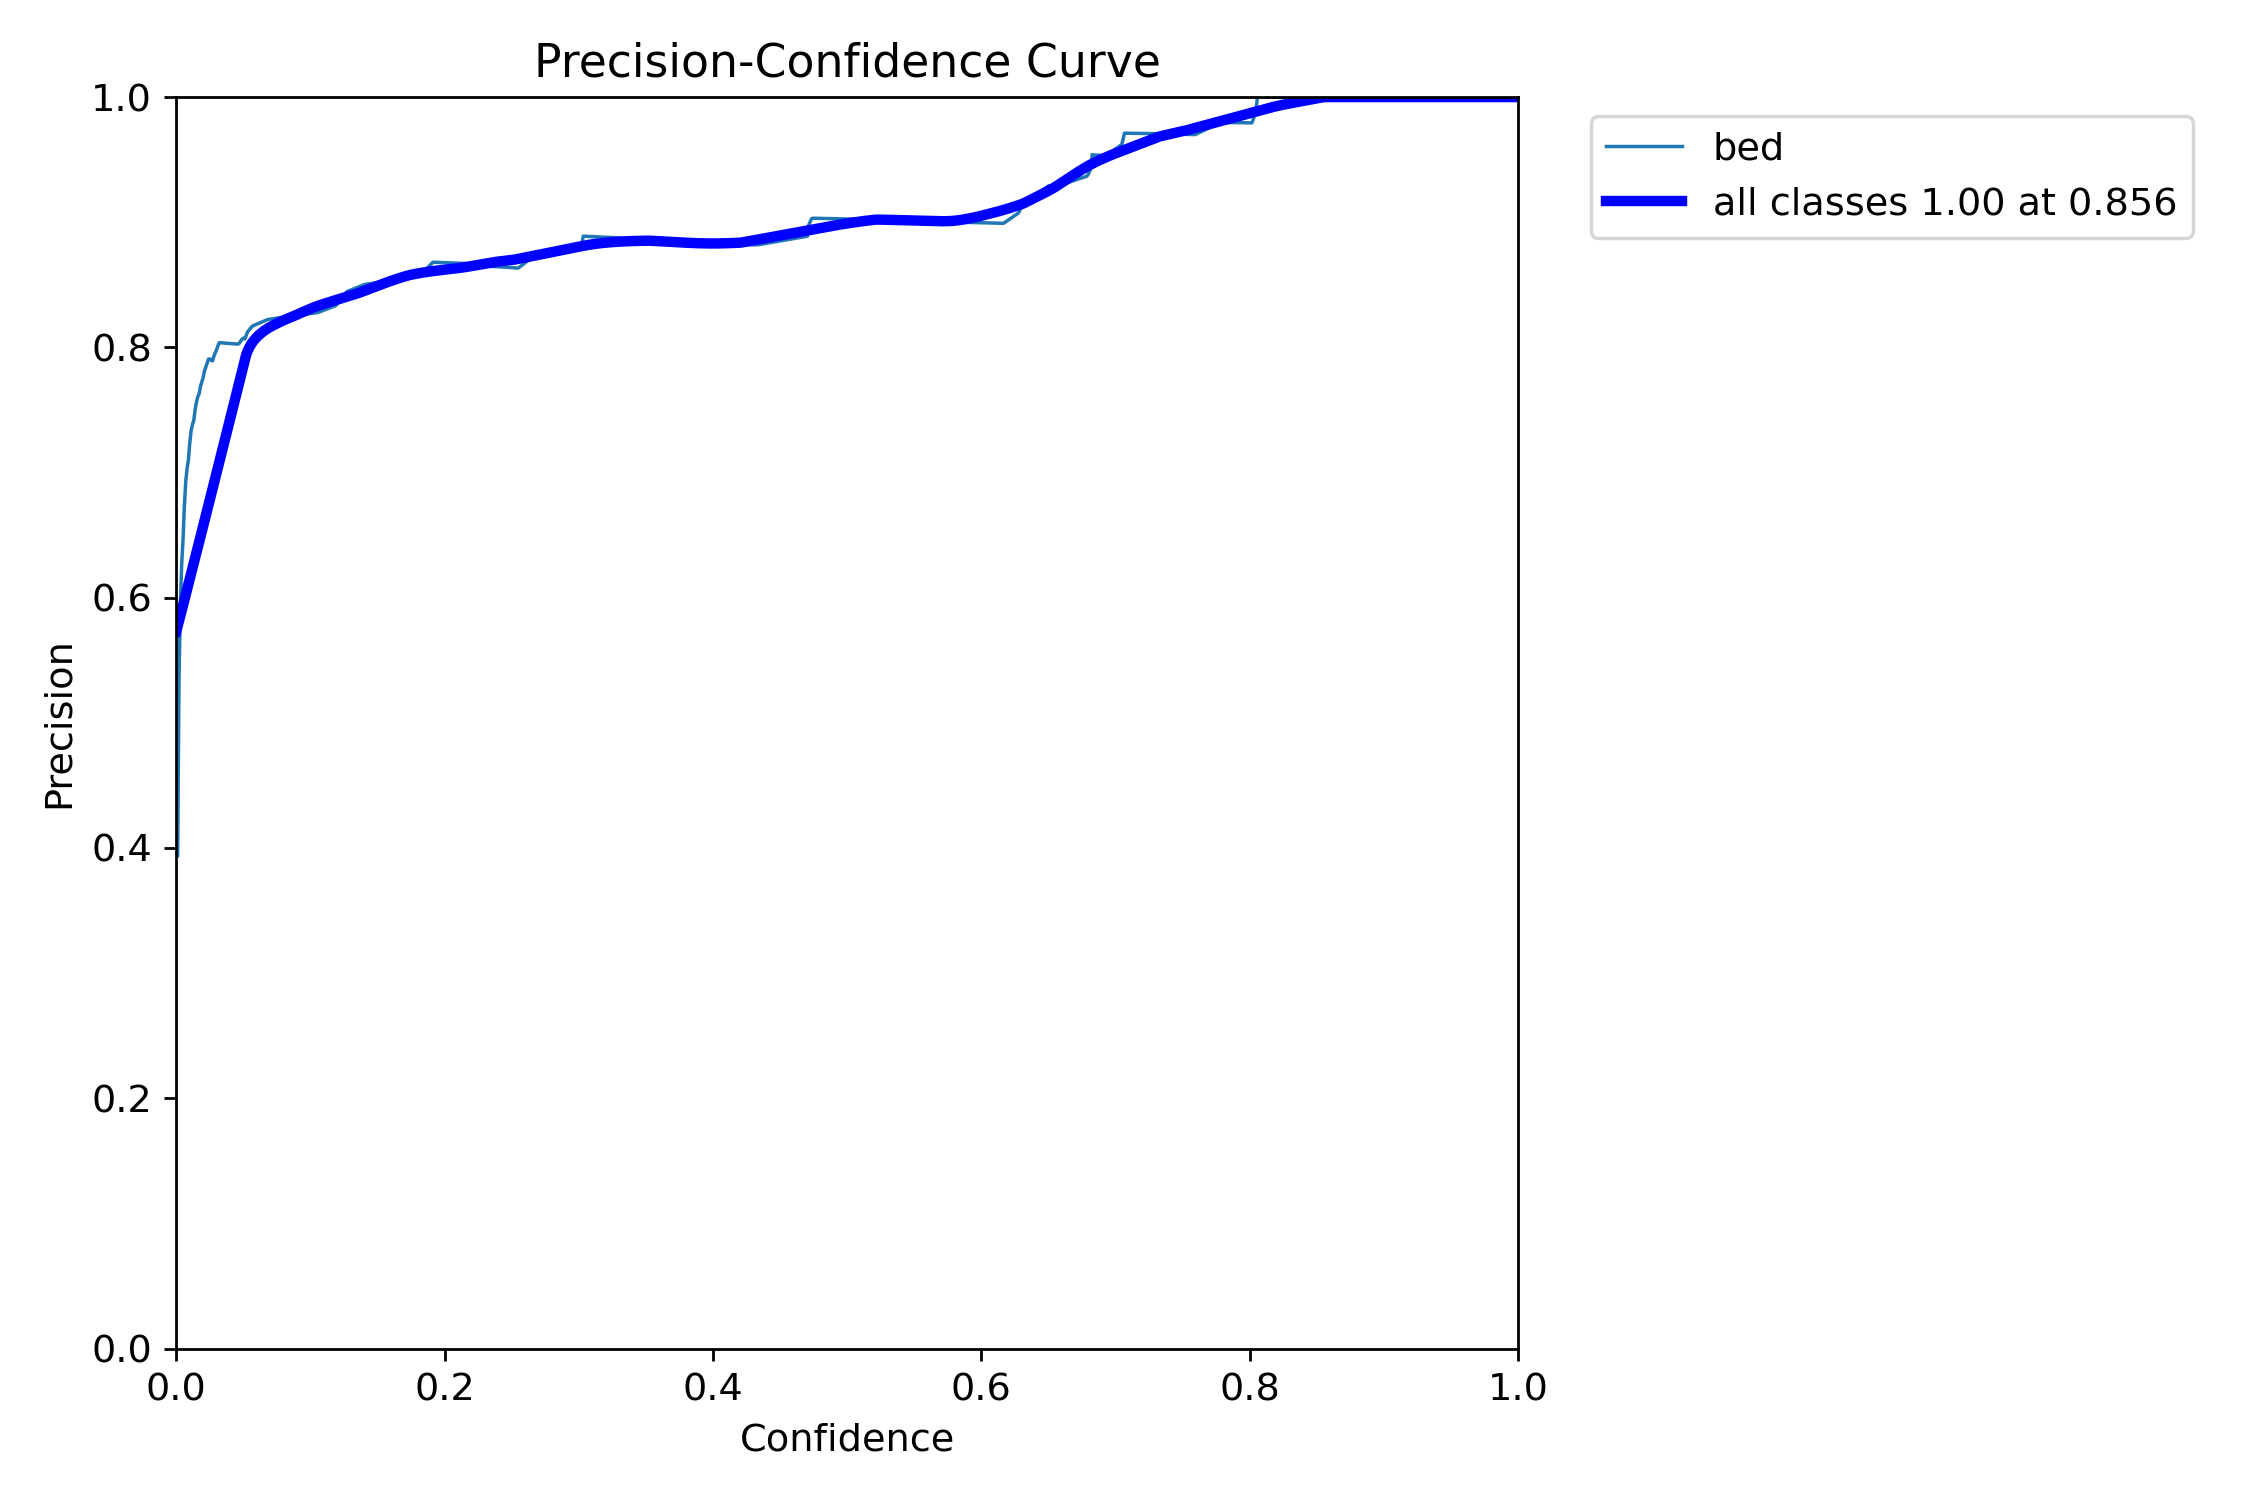 Precision-Confidence Curve
1.0
0.8
0.6
0.4
0.2
0.0
Precision
0.0 0.2 0.4 0.6 0.8 1.0
Confidence
bed
all classes 1.00 at 0.856